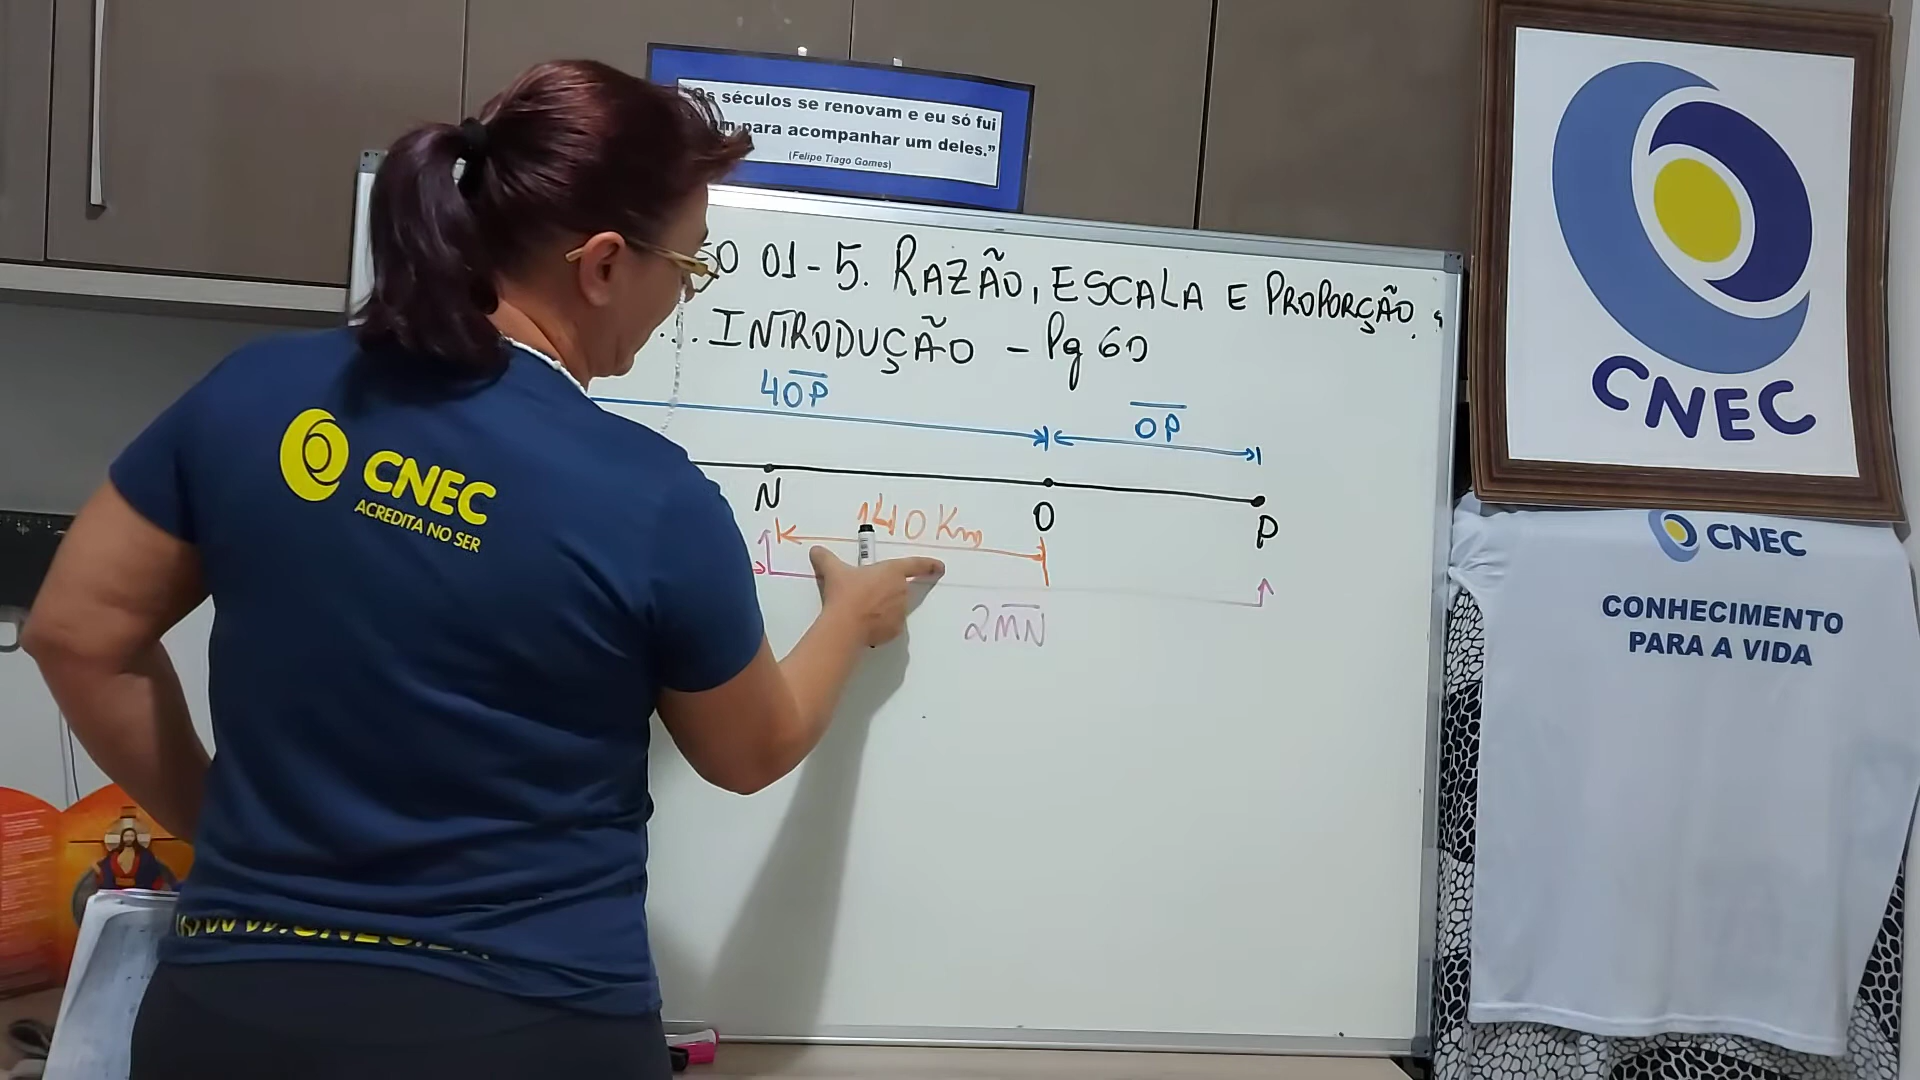 Os séculos se renovam e eu só fui
para acompanhar um deles."
(Felipe Tiago Gomes)
01-5. RAZÃO, ESCALA E PROPORÇÃO.
...INTRODUÇÃO - Pg 60
4OP
OP
N
O
P
140 Km
2MN
CNEC
ACREDITA NO SER
CNEC
CNEC
CONHECIMENTO
PARA A VIDA